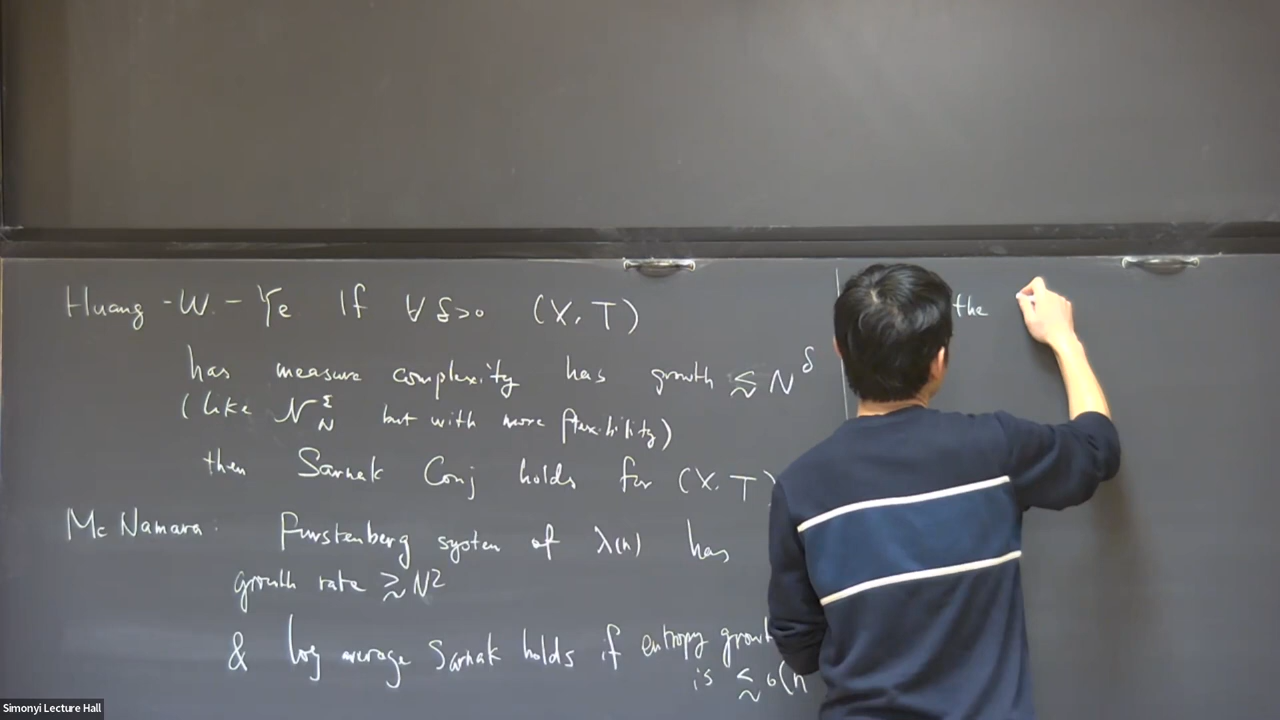 Huang - W. - Ye If ∀ δ>0 (X, T)
has measure complexity has growth ≲ N^δ
(like 𝒩_N^ε but with more flexibility)
then Sarnak Conj holds for (X, T)
McNamara: Furstenberg system of λ(n) has
growth rate ≳ N²
& log average Sarnak holds if entropy growth
is ≲ o(n
the
Simonyi Lecture Hall